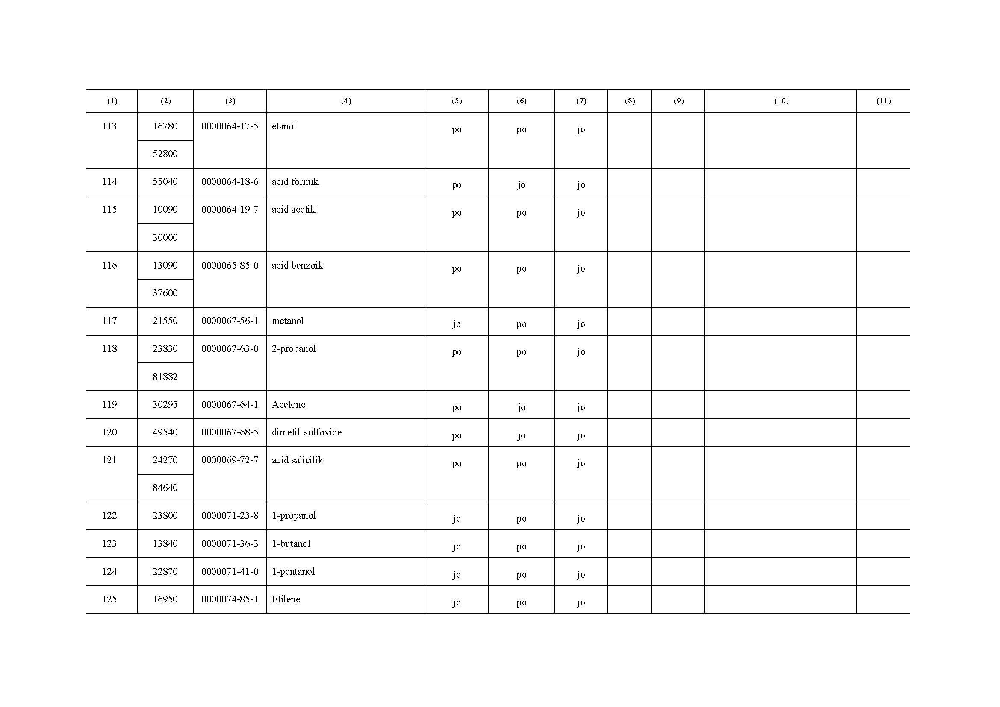 (1) (2) (3) (4) (5) (6) (7) (8) (9) (10) (11)
113 16780 0000064-17-5 etanol po po jo
52800
114 55040 0000064-18-6 acid formik po jo jo
115 10090 0000064-19-7 acid acetik po po jo
30000
116 13090 0000065-85-0 acid benzoik po po jo
37600
117 21550 0000067-56-1 metanol jo po jo
118 23830 0000067-63-0 2-propanol po po jo
81882
119 30295 0000067-64-1 Acetone po jo jo
120 49540 0000067-68-5 dimetil sulfoxide po jo jo
121 24270 0000069-72-7 acid salicilik po po jo
84640
122 23800 0000071-23-8 1-propanol jo po jo
123 13840 0000071-36-3 1-butanol jo po jo
124 22870 0000071-41-0 1-pentanol jo po jo
125 16950 0000074-85-1 Etilene jo po jo